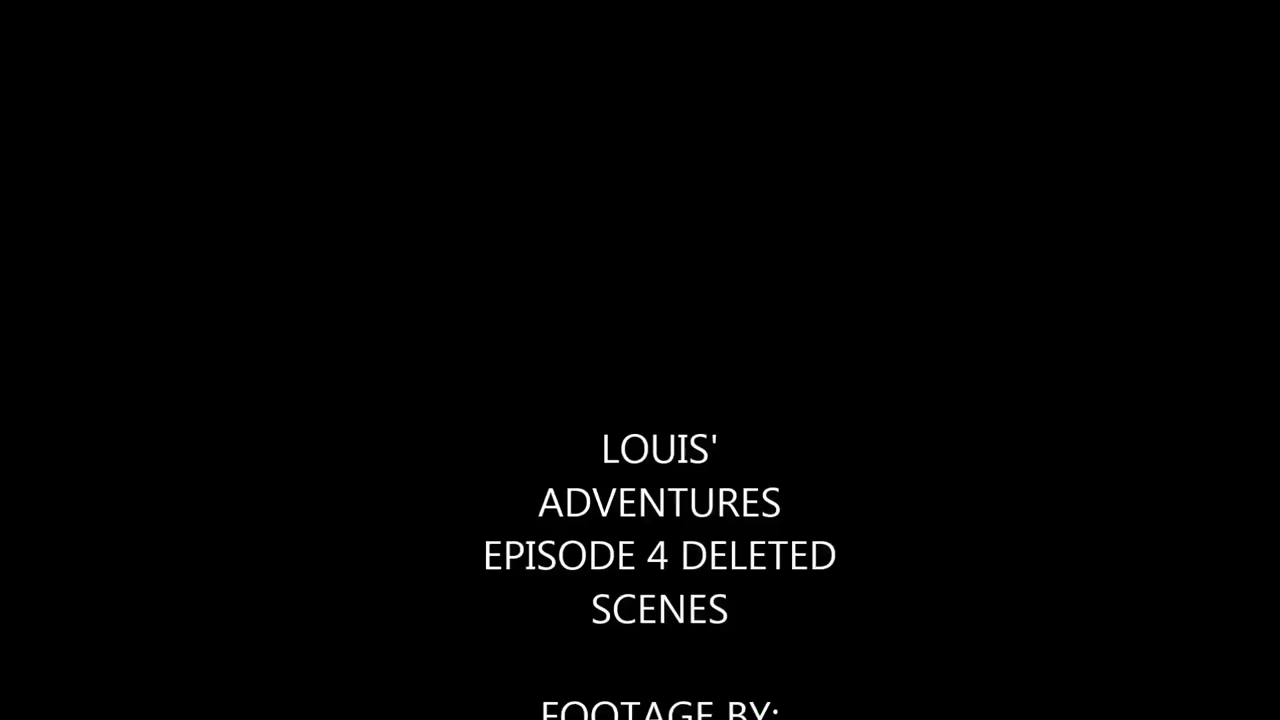 LOUIS'
ADVENTURES
EPISODE 4 DELETED
SCENES
FOOTAGE BY: